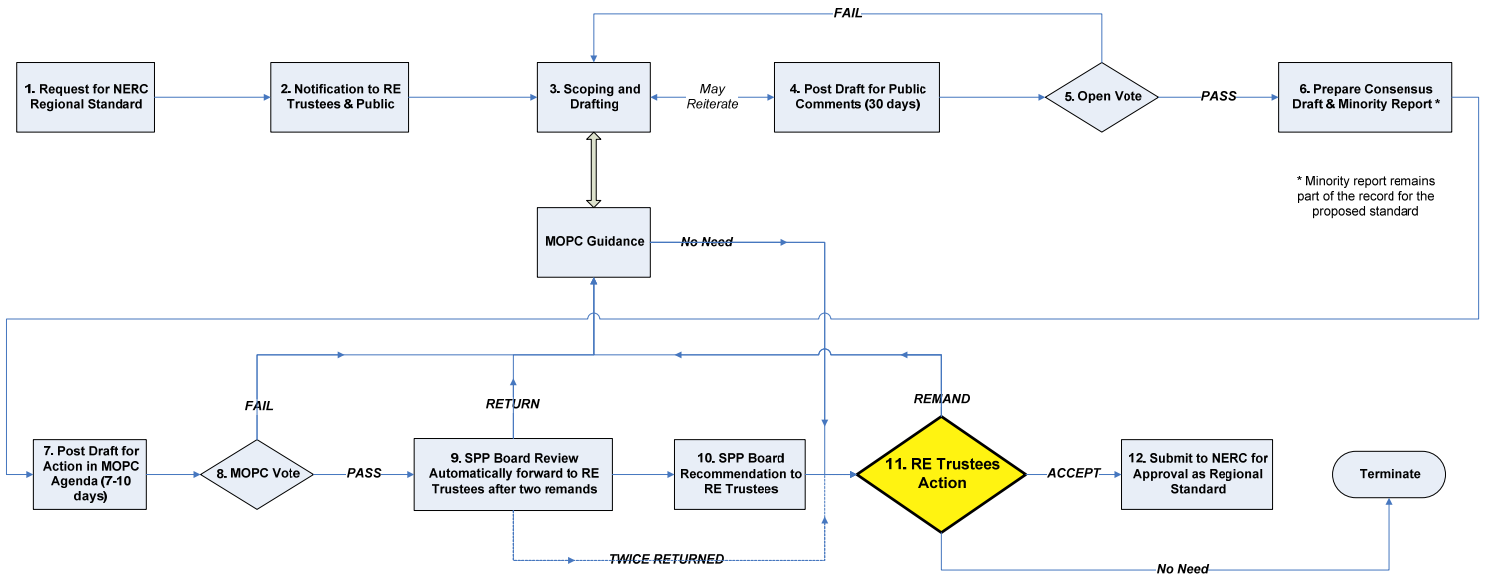 FAIL
1. Request for NERC
Regional Standard
2. Notification to RE
Trustees & Public
3. Scoping and
Drafting
May
Reiterate
4. Post Draft for Public
Comments (30 days)
5. Open Vote
PASS
6. Prepare Consensus
Draft & Minority Report *
* Minority report remains
part of the record for the
proposed standard
MOPC Guidance
No Need
FAIL
RETURN
REMAND
7. Post Draft for
Action in MOPC
Agenda (7-10
days)
8. MOPC Vote
PASS
9. SPP Board Review
Automatically forward to RE
Trustees after two remands
10. SPP Board
Recommendation to
RE Trustees
11. RE Trustees
Action
ACCEPT
12. Submit to NERC for
Approval as Regional
Standard
Terminate
TWICE RETURNED
No Need